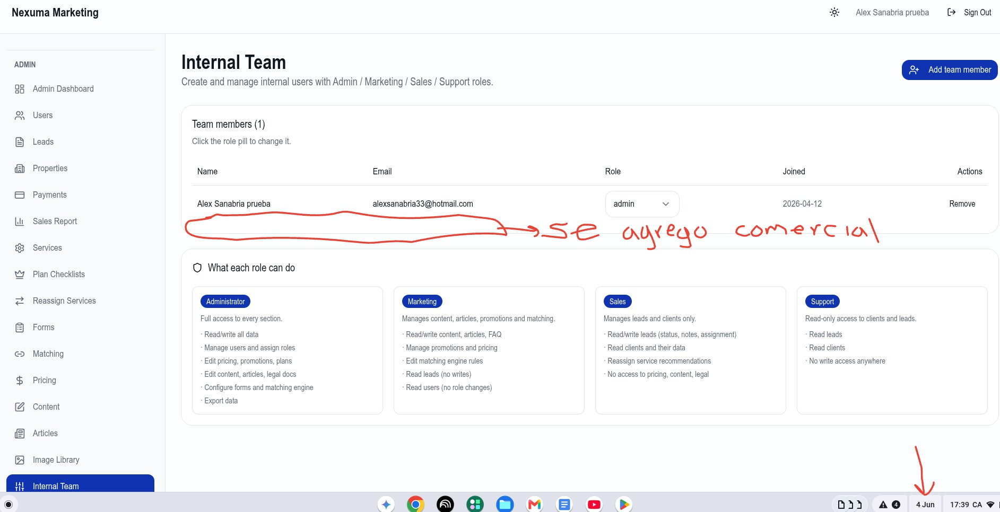 Nexuma Marketing
Alex Sanabria prueba
Sign Out
ADMIN
Admin Dashboard
Users
Leads
Properties
Payments
Sales Report
Services
Plan Checklists
Reassign Services
Forms
Matching
Pricing
Content
Articles
Image Library
Internal Team
Internal Team
Create and manage internal users with Admin / Marketing / Sales / Support roles.
Add team member
Team members (1)
Click the role pill to change it.
Name Email Role Joined Actions
Alex Sanabria prueba alexsanabria33@hotmail.com admin 2026-04-12 Remove
SE agrego comercial
What each role can do
Administrator
Full access to every section.
· Read/write all data
· Manage users and assign roles
· Edit pricing, promotions, plans
· Edit content, articles, legal docs
· Configure forms and matching engine
· Export data
Marketing
Manages content, articles, promotions and matching.
· Read/write content, articles, FAQ
· Manage promotions and pricing
· Edit matching engine rules
· Read leads (no writes)
· Read users (no role changes)
Sales
Manages leads and clients only.
· Read/write leads (status, notes, assignment)
· Read clients and their data
· Reassign service recommendations
· No access to pricing, content, legal
Support
Read-only access to clients and leads.
· Read leads
· Read clients
· No write access anywhere
4
4 Jun
17:39 CA